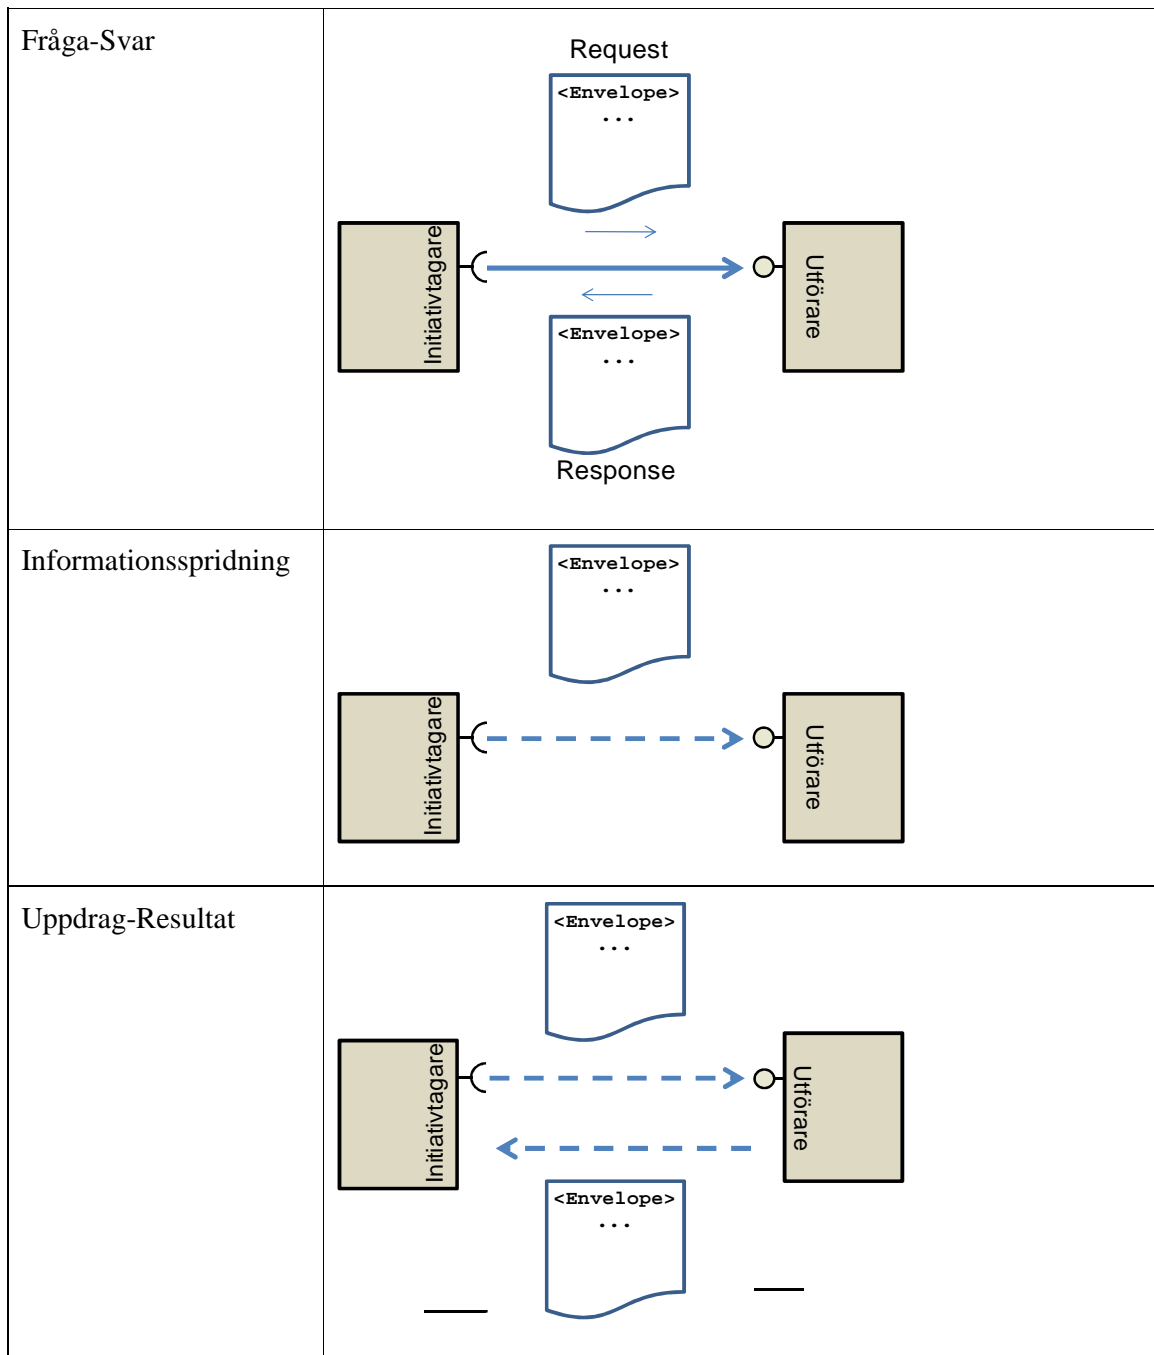 Fråga-Svar
Request
<Envelope>
...
Initiativtagare
Utförare
<Envelope>
...
Response
Informationsspridning
<Envelope>
...
Initiativtagare
Utförare
Uppdrag-Resultat
<Envelope>
...
Initiativtagare
Utförare
<Envelope>
...